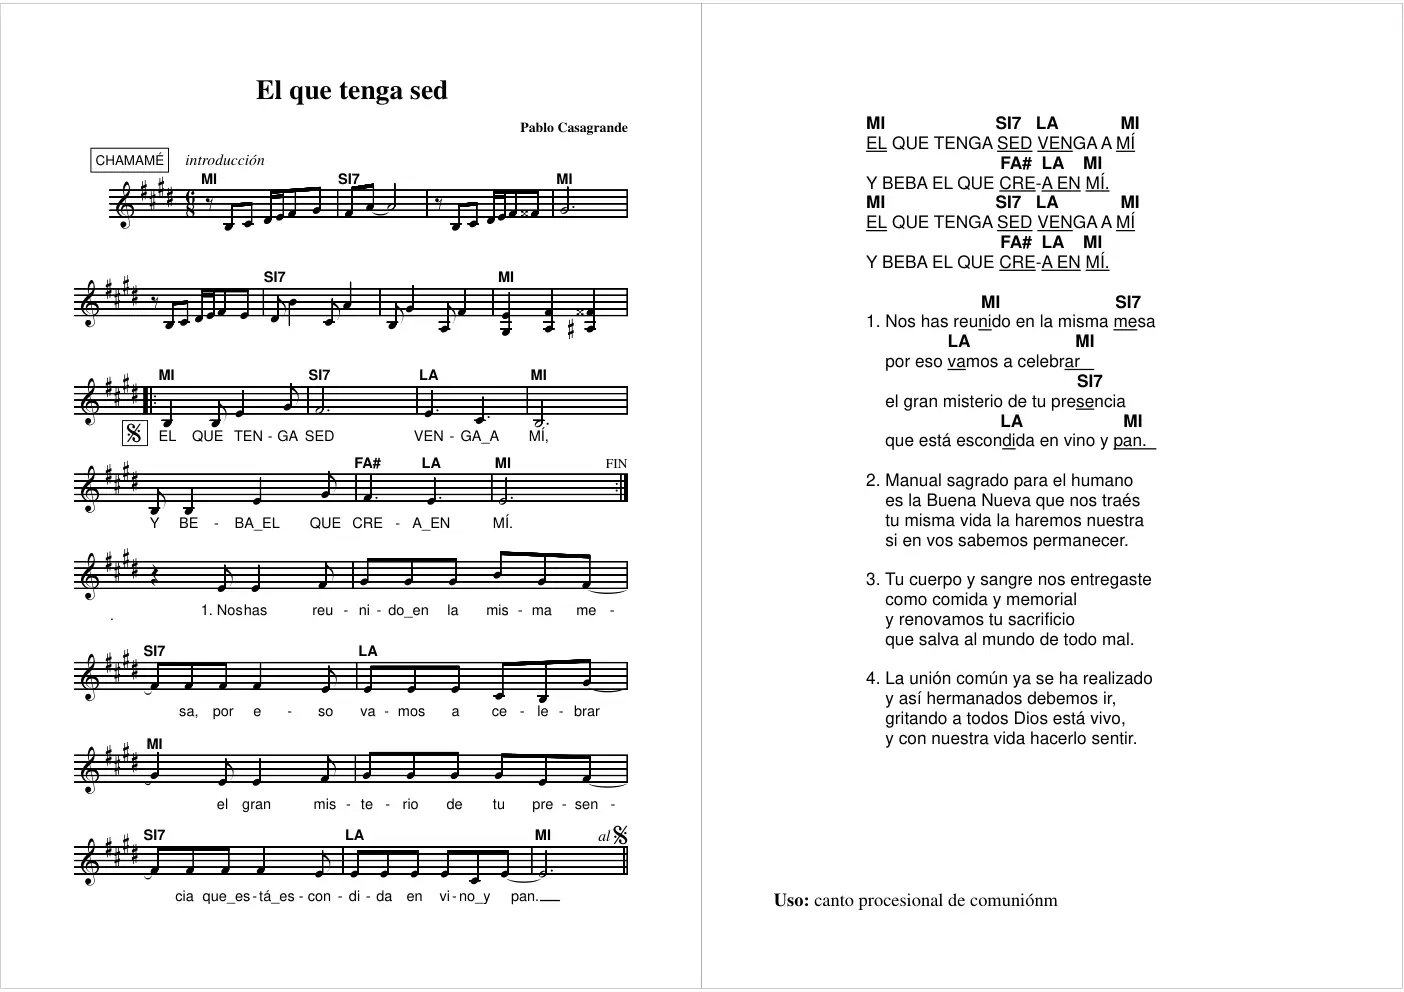 El que tenga sed
Pablo Casagrande
CHAMAMÉ introducción
MI SI7 MI
SI7 MI
MI SI7 LA MI
EL QUE TEN - GA SED VEN - GA_A MÍ,
FA# LA MI FIN
Y BE - BA_EL QUE CRE - A_EN MÍ.
1. Nos has reu - ni - do_en la mis - ma me -
.
SI7 LA
sa, por e - so va - mos a ce - le - brar
MI
el gran mis - te - rio de tu pre - sen -
SI7 LA MI al
cia que_es - tá_es - con - di - da en vi - no_y pan.__
MI SI7 LA MI
EL QUE TENGA SED VENGA A MÍ
FA# LA MI
Y BEBA EL QUE CRE-A EN MÍ.
MI SI7 LA MI
EL QUE TENGA SED VENGA A MÍ
FA# LA MI
Y BEBA EL QUE CRE-A EN MÍ.
MI SI7
1. Nos has reunido en la misma mesa
LA MI
por eso vamos a celebrar
SI7
el gran misterio de tu presencia
LA MI
que está escondida en vino y pan.
2. Manual sagrado para el humano
es la Buena Nueva que nos traés
tu misma vida la haremos nuestra
si en vos sabemos permanecer.
3. Tu cuerpo y sangre nos entregaste
como comida y memorial
y renovamos tu sacrificio
que salva al mundo de todo mal.
4. La unión común ya se ha realizado
y así hermanados debemos ir,
gritando a todos Dios está vivo,
y con nuestra vida hacerlo sentir.
Uso: canto procesional de comuniónm